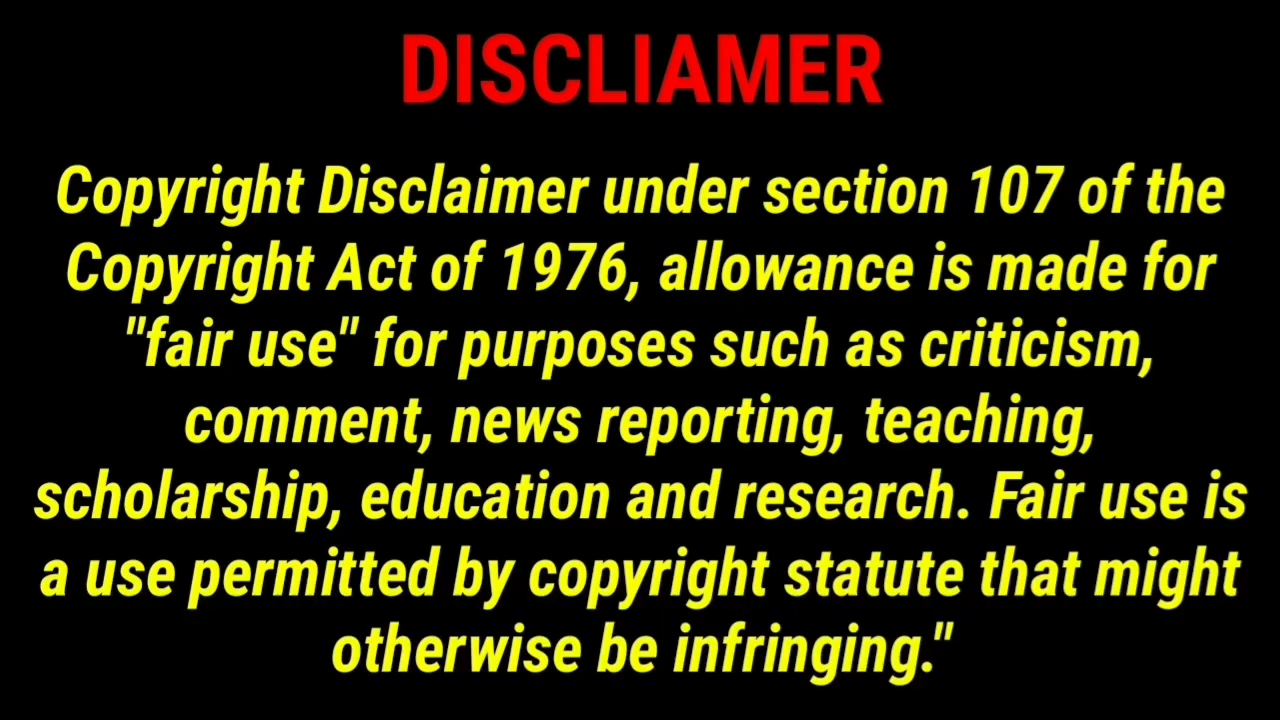 DISCLIAMER
Copyright Disclaimer under section 107 of the
Copyright Act of 1976, allowance is made for
"fair use" for purposes such as criticism,
comment, news reporting, teaching,
scholarship, education and research. Fair use is
a use permitted by copyright statute that might
otherwise be infringing."